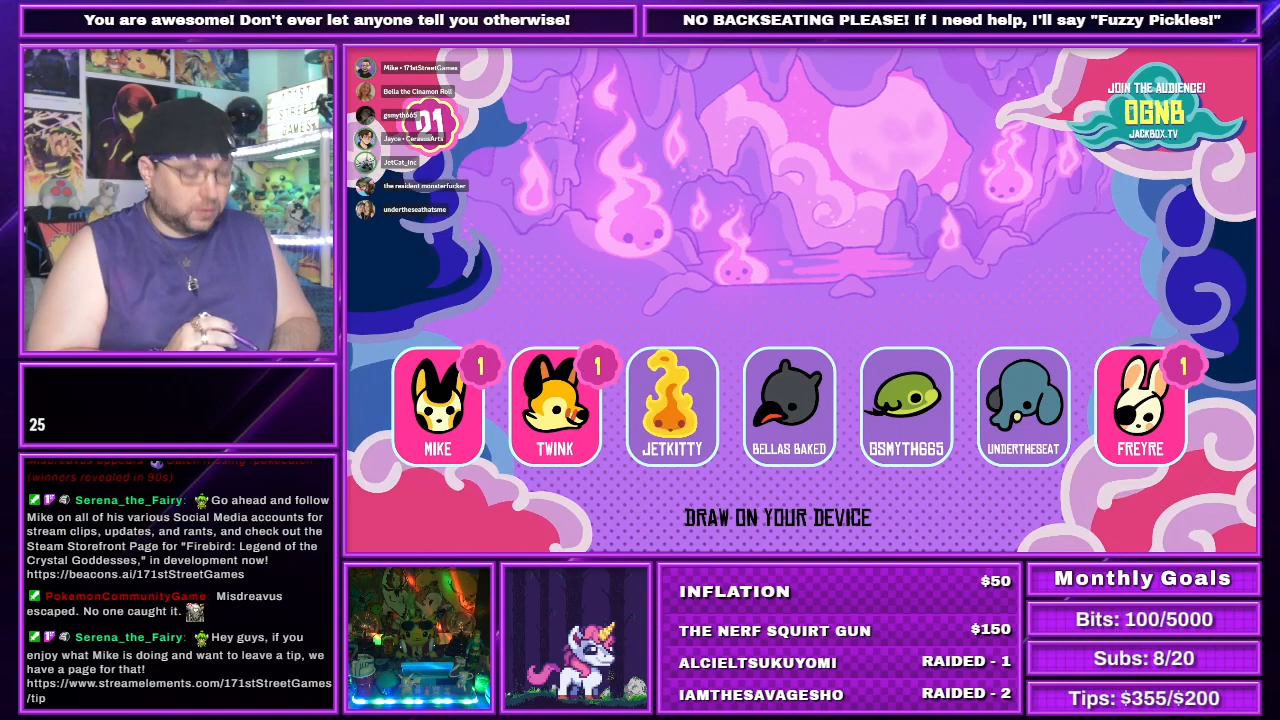 You are awesome! Don't ever let anyone tell you otherwise!
NO BACKSEATING PLEASE! If I need help, I'll say "Fuzzy Pickles!"
Mike • 171stStreetGames
Bella the Cinamon Roll
gsmyth665
Jayce • CerasusArts
JetCat_Inc
the resident monsterfucker
undertheseathatsme
JOIN THE AUDIENCE!
OGNB
JACKBOX.TV
1
1
1
MIKE
TWINK
JETKITTY
BELLAS BAKED
GSMYTH665
UNDERTHESEAT
FREYRE
DRAW ON YOUR DEVICE
25
(winners revealed in 90s)
Serena_the_Fairy: Go ahead and follow
Mike on all of his various Social Media accounts for
stream clips, updates, and rants, and check out the
Steam Storefront Page for "Firebird: Legend of the
Crystal Goddesses," in development now!
https://beacons.ai/171stStreetGames
PokemonCommunityGame Misdreavus
escaped. No one caught it.
Serena_the_Fairy: Hey guys, if you
enjoy what Mike is doing and want to leave a tip, we
have a page for that!
https://www.streamelements.com/171stStreetGames
/tip
INFLATION $50
THE NERF SQUIRT GUN $150
ALCIELTSUKUYOMI RAIDED - 1
IAMTHESAVAGESHO RAIDED - 2
Monthly Goals
Bits: 100/5000
Subs: 8/20
Tips: $355/$200